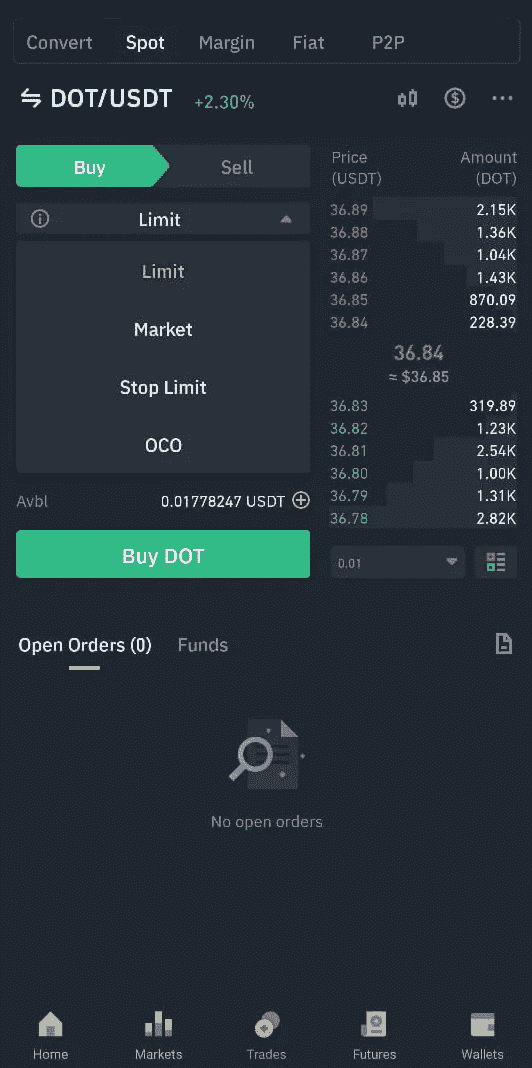 Convert Spot Margin Fiat P2P
DOT/USDT +2.30%
Buy Sell
Limit
Limit
Market
Stop Limit
OCO
Avbl 0.01778247 USDT
Buy DOT
Price Amount
(USDT) (DOT)
36.89 2.15K
36.88 1.36K
36.87 1.04K
36.86 1.43K
36.85 870.09
36.84 228.39
36.84
≈ $36.85
36.83 319.89
36.82 1.23K
36.81 2.54K
36.80 1.00K
36.79 1.31K
36.78 2.82K
0.01
Open Orders (0) Funds
No open orders
Home Markets Trades Futures Wallets